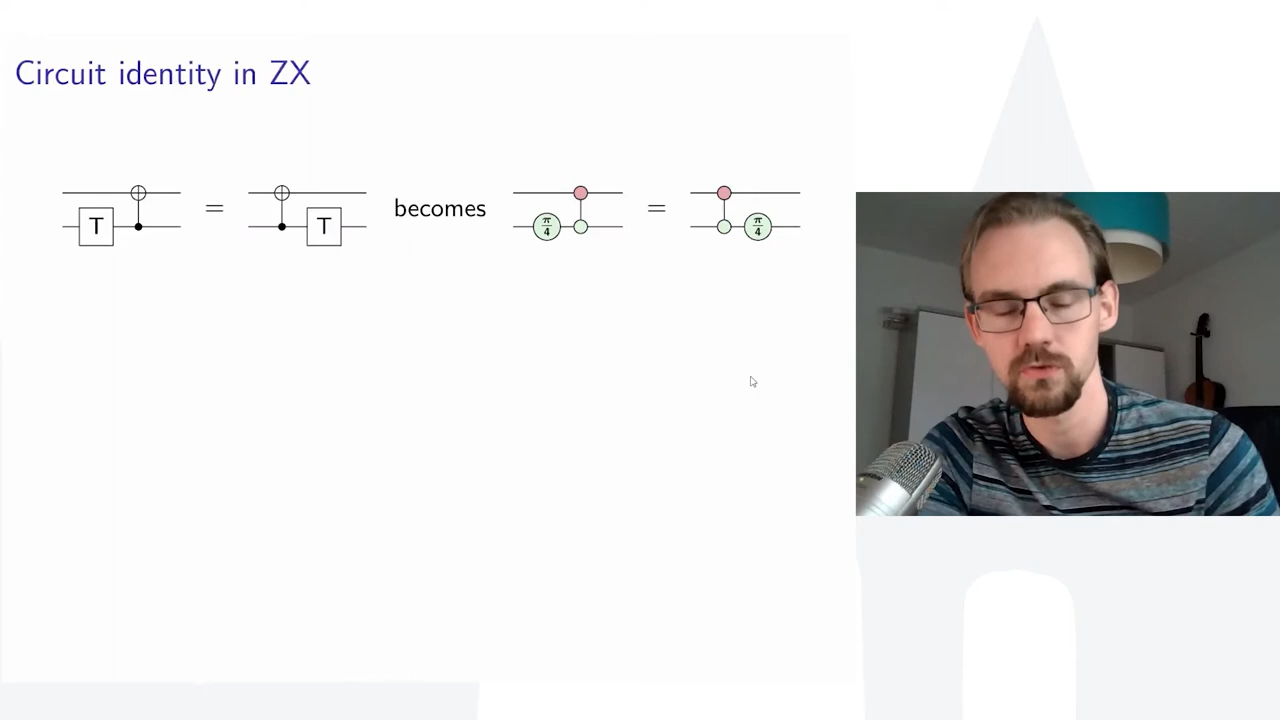 Circuit identity in ZX
T = T becomes π/4 = π/4